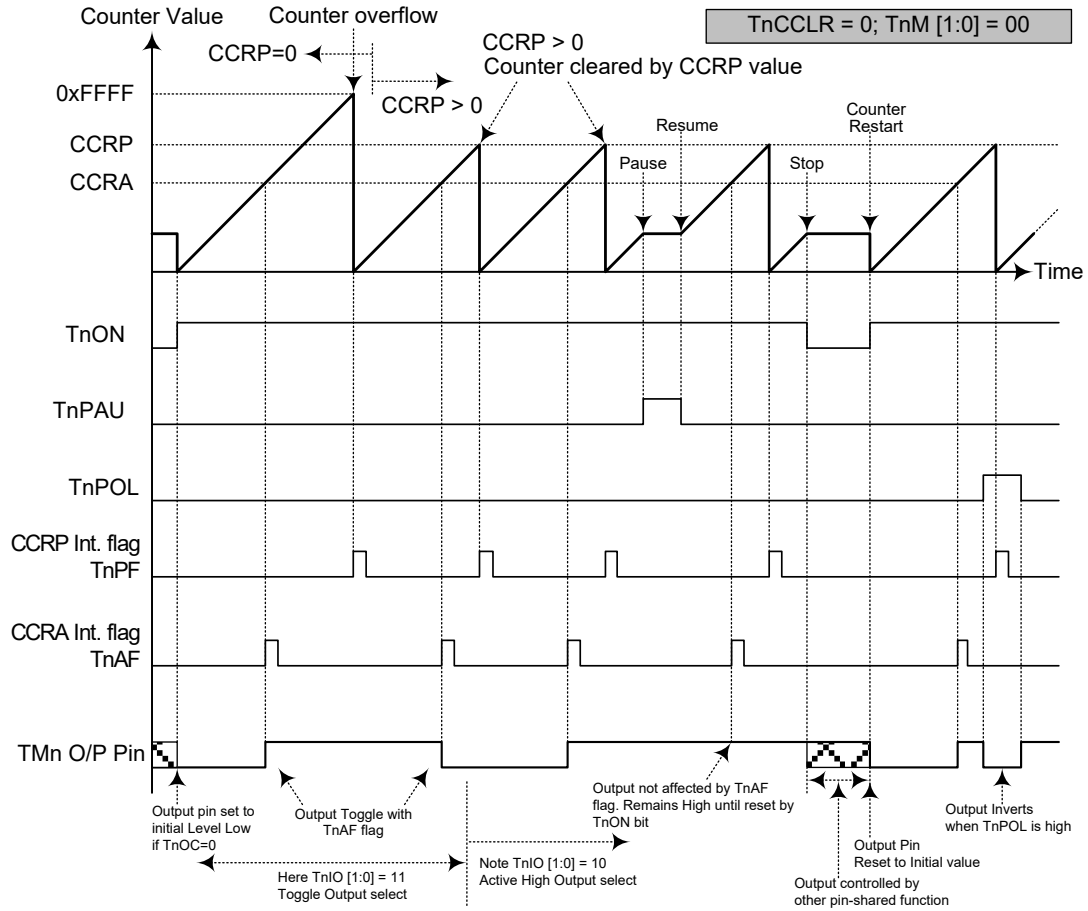 Counter Value
Counter overflow
TnCCLR = 0; TnM [1:0] = 00
CCRP=0
CCRP > 0
CCRP > 0
Counter cleared by CCRP value
0xFFFF
CCRP
CCRA
Pause
Resume
Stop
Counter
Restart
Time
TnON
TnPAU
TnPOL
CCRP Int. flag
TnPF
CCRA Int. flag
TnAF
TMn O/P Pin
Output pin set to
initial Level Low
if TnOC=0
Output Toggle with
TnAF flag
Output not affected by TnAF
flag. Remains High until reset by
TnON bit
Output Inverts
when TnPOL is high
Output Pin
Reset to Initial value
Here TnIO [1:0] = 11
Toggle Output select
Note TnIO [1:0] = 10
Active High Output select
Output controlled by
other pin-shared function